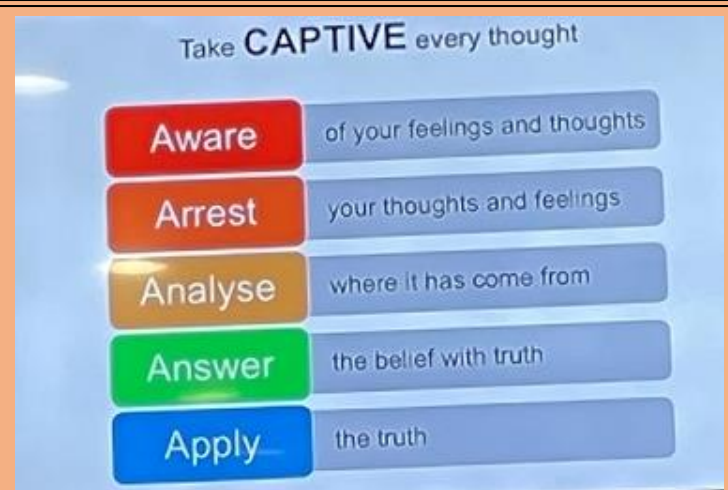 Take CAPTIVE every thought
Aware of your feelings and thoughts
Arrest your thoughts and feelings
Analyse where it has come from
Answer the belief with truth
Apply the truth